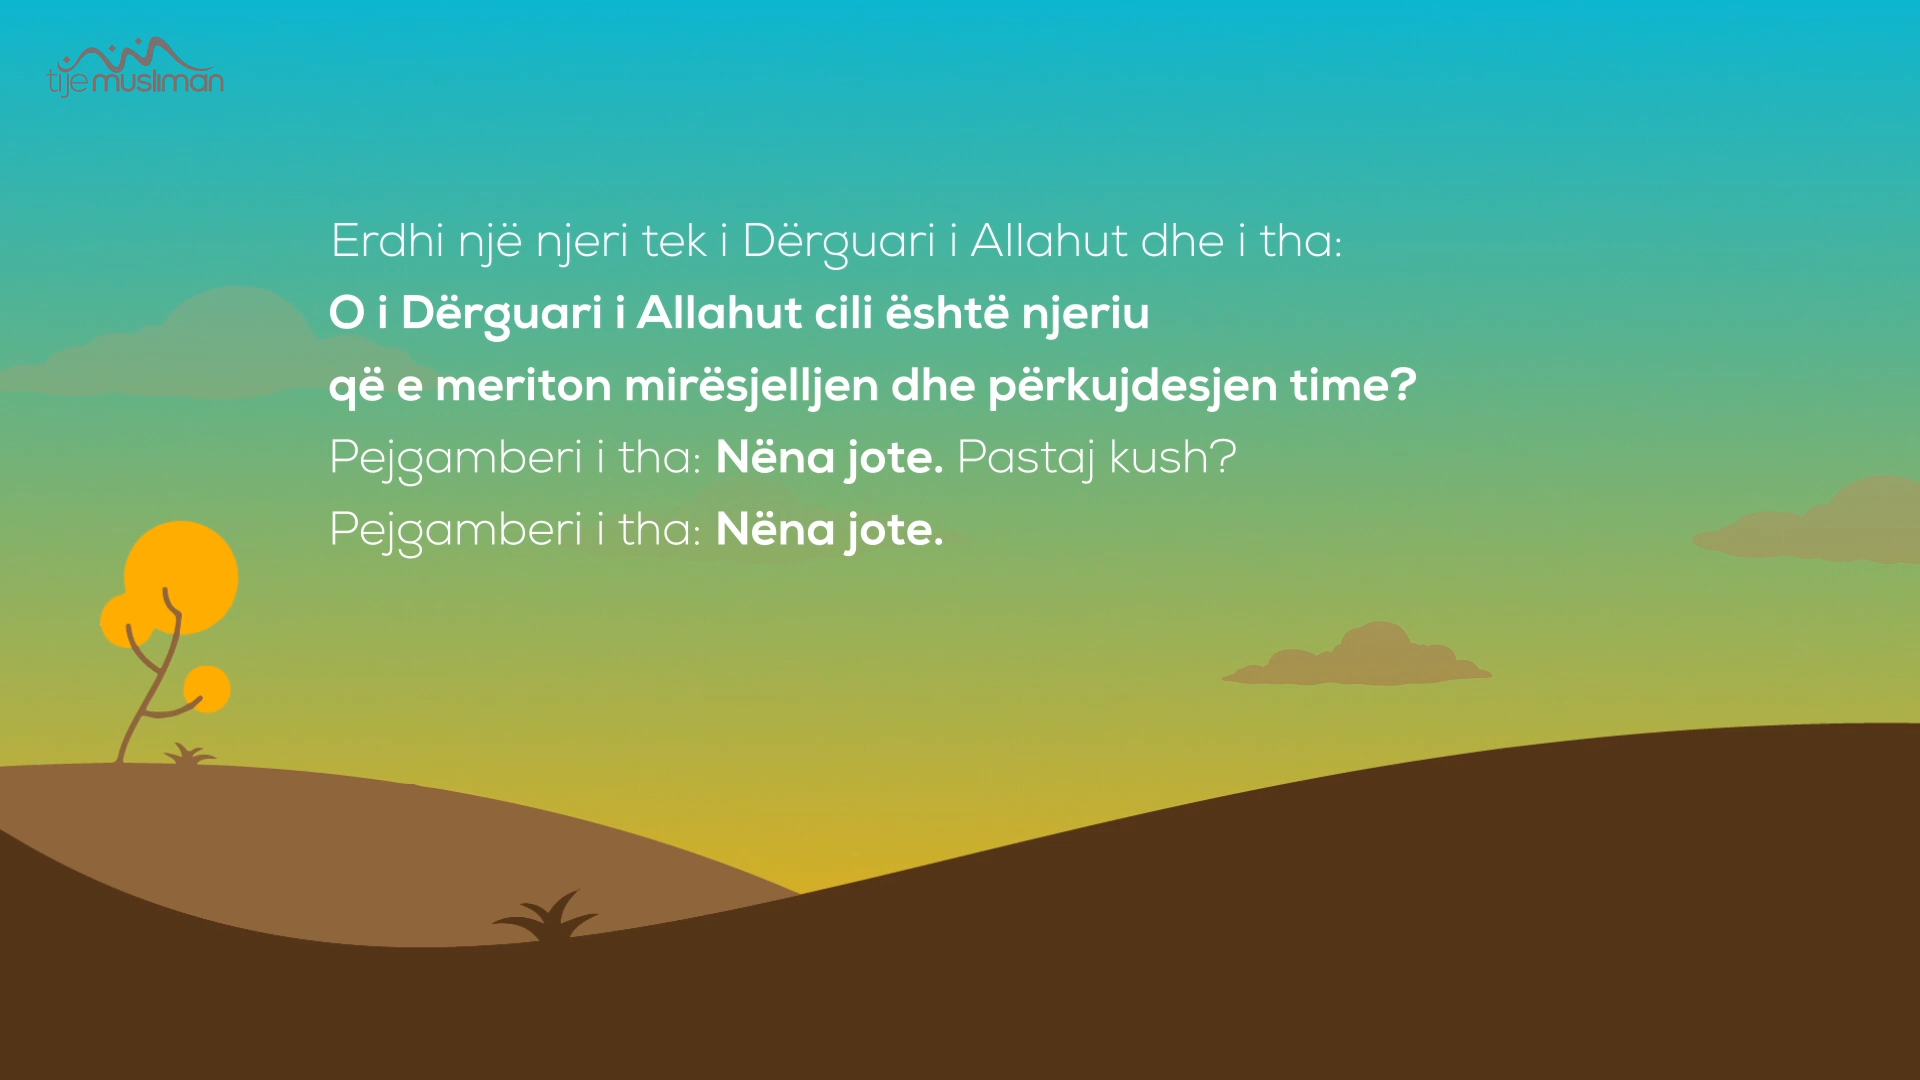 tijemusliman
Erdhi një njeri tek i Dërguari i Allahut dhe i tha:
O i Dërguari i Allahut cili është njeriu
që e meriton mirësjelljen dhe përkujdesjen time?
Pejgamberi i tha: Nëna jote. Pastaj kush?
Pejgamberi i tha: Nëna jote.